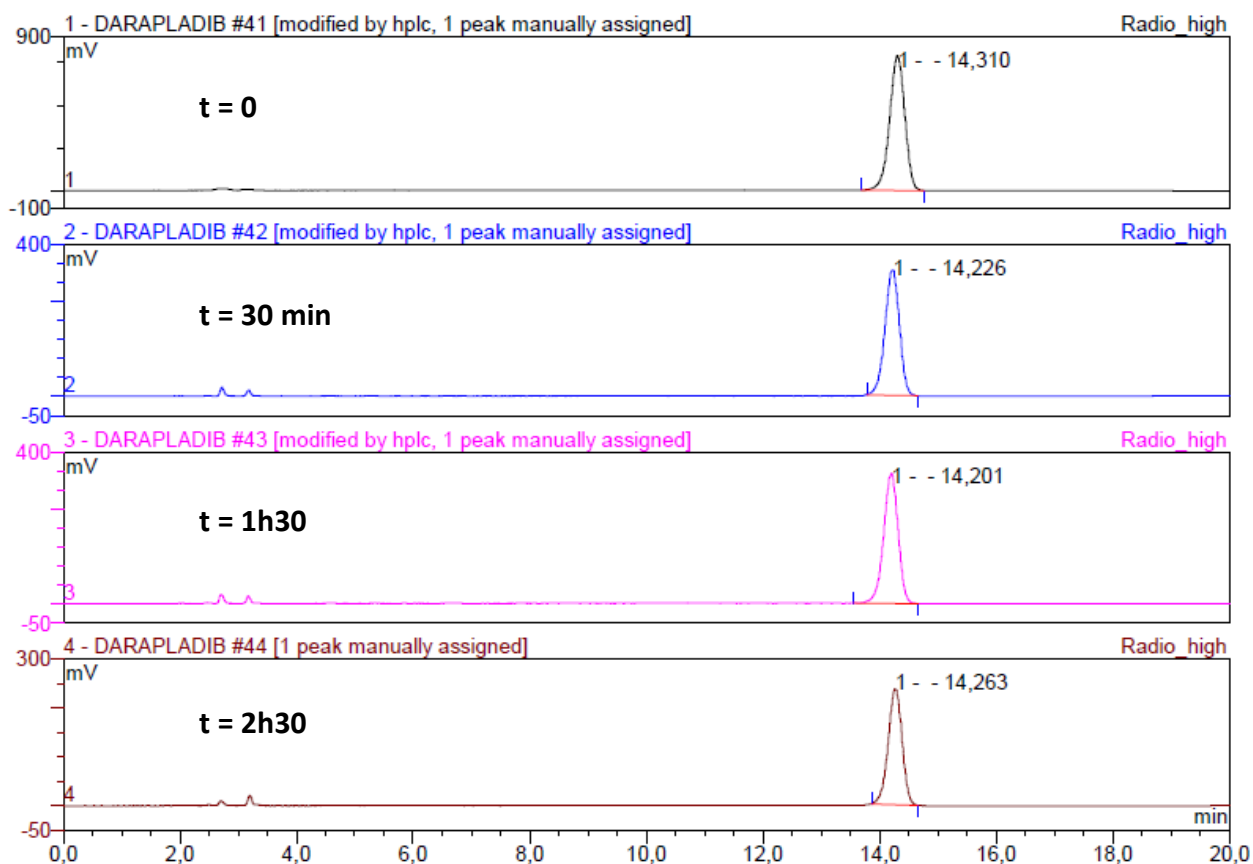 1 - DARAPLADIB #41 [modified by hplc, 1 peak manually assigned] Radio_high
900
mV
1 - - 14,310
t = 0
1
-100
2 - DARAPLADIB #42 [modified by hplc, 1 peak manually assigned] Radio_high
400
mV
1 - - 14,226
t = 30 min
2
-50
3 - DARAPLADIB #43 [modified by hplc, 1 peak manually assigned] Radio_high
400
mV
1 - - 14,201
t = 1h30
3
-50
4 - DARAPLADIB #44 [1 peak manually assigned] Radio_high
300
mV
1 - - 14,263
t = 2h30
4
min
-50
0,0 2,0 4,0 6,0 8,0 10,0 12,0 14,0 16,0 18,0 20,0